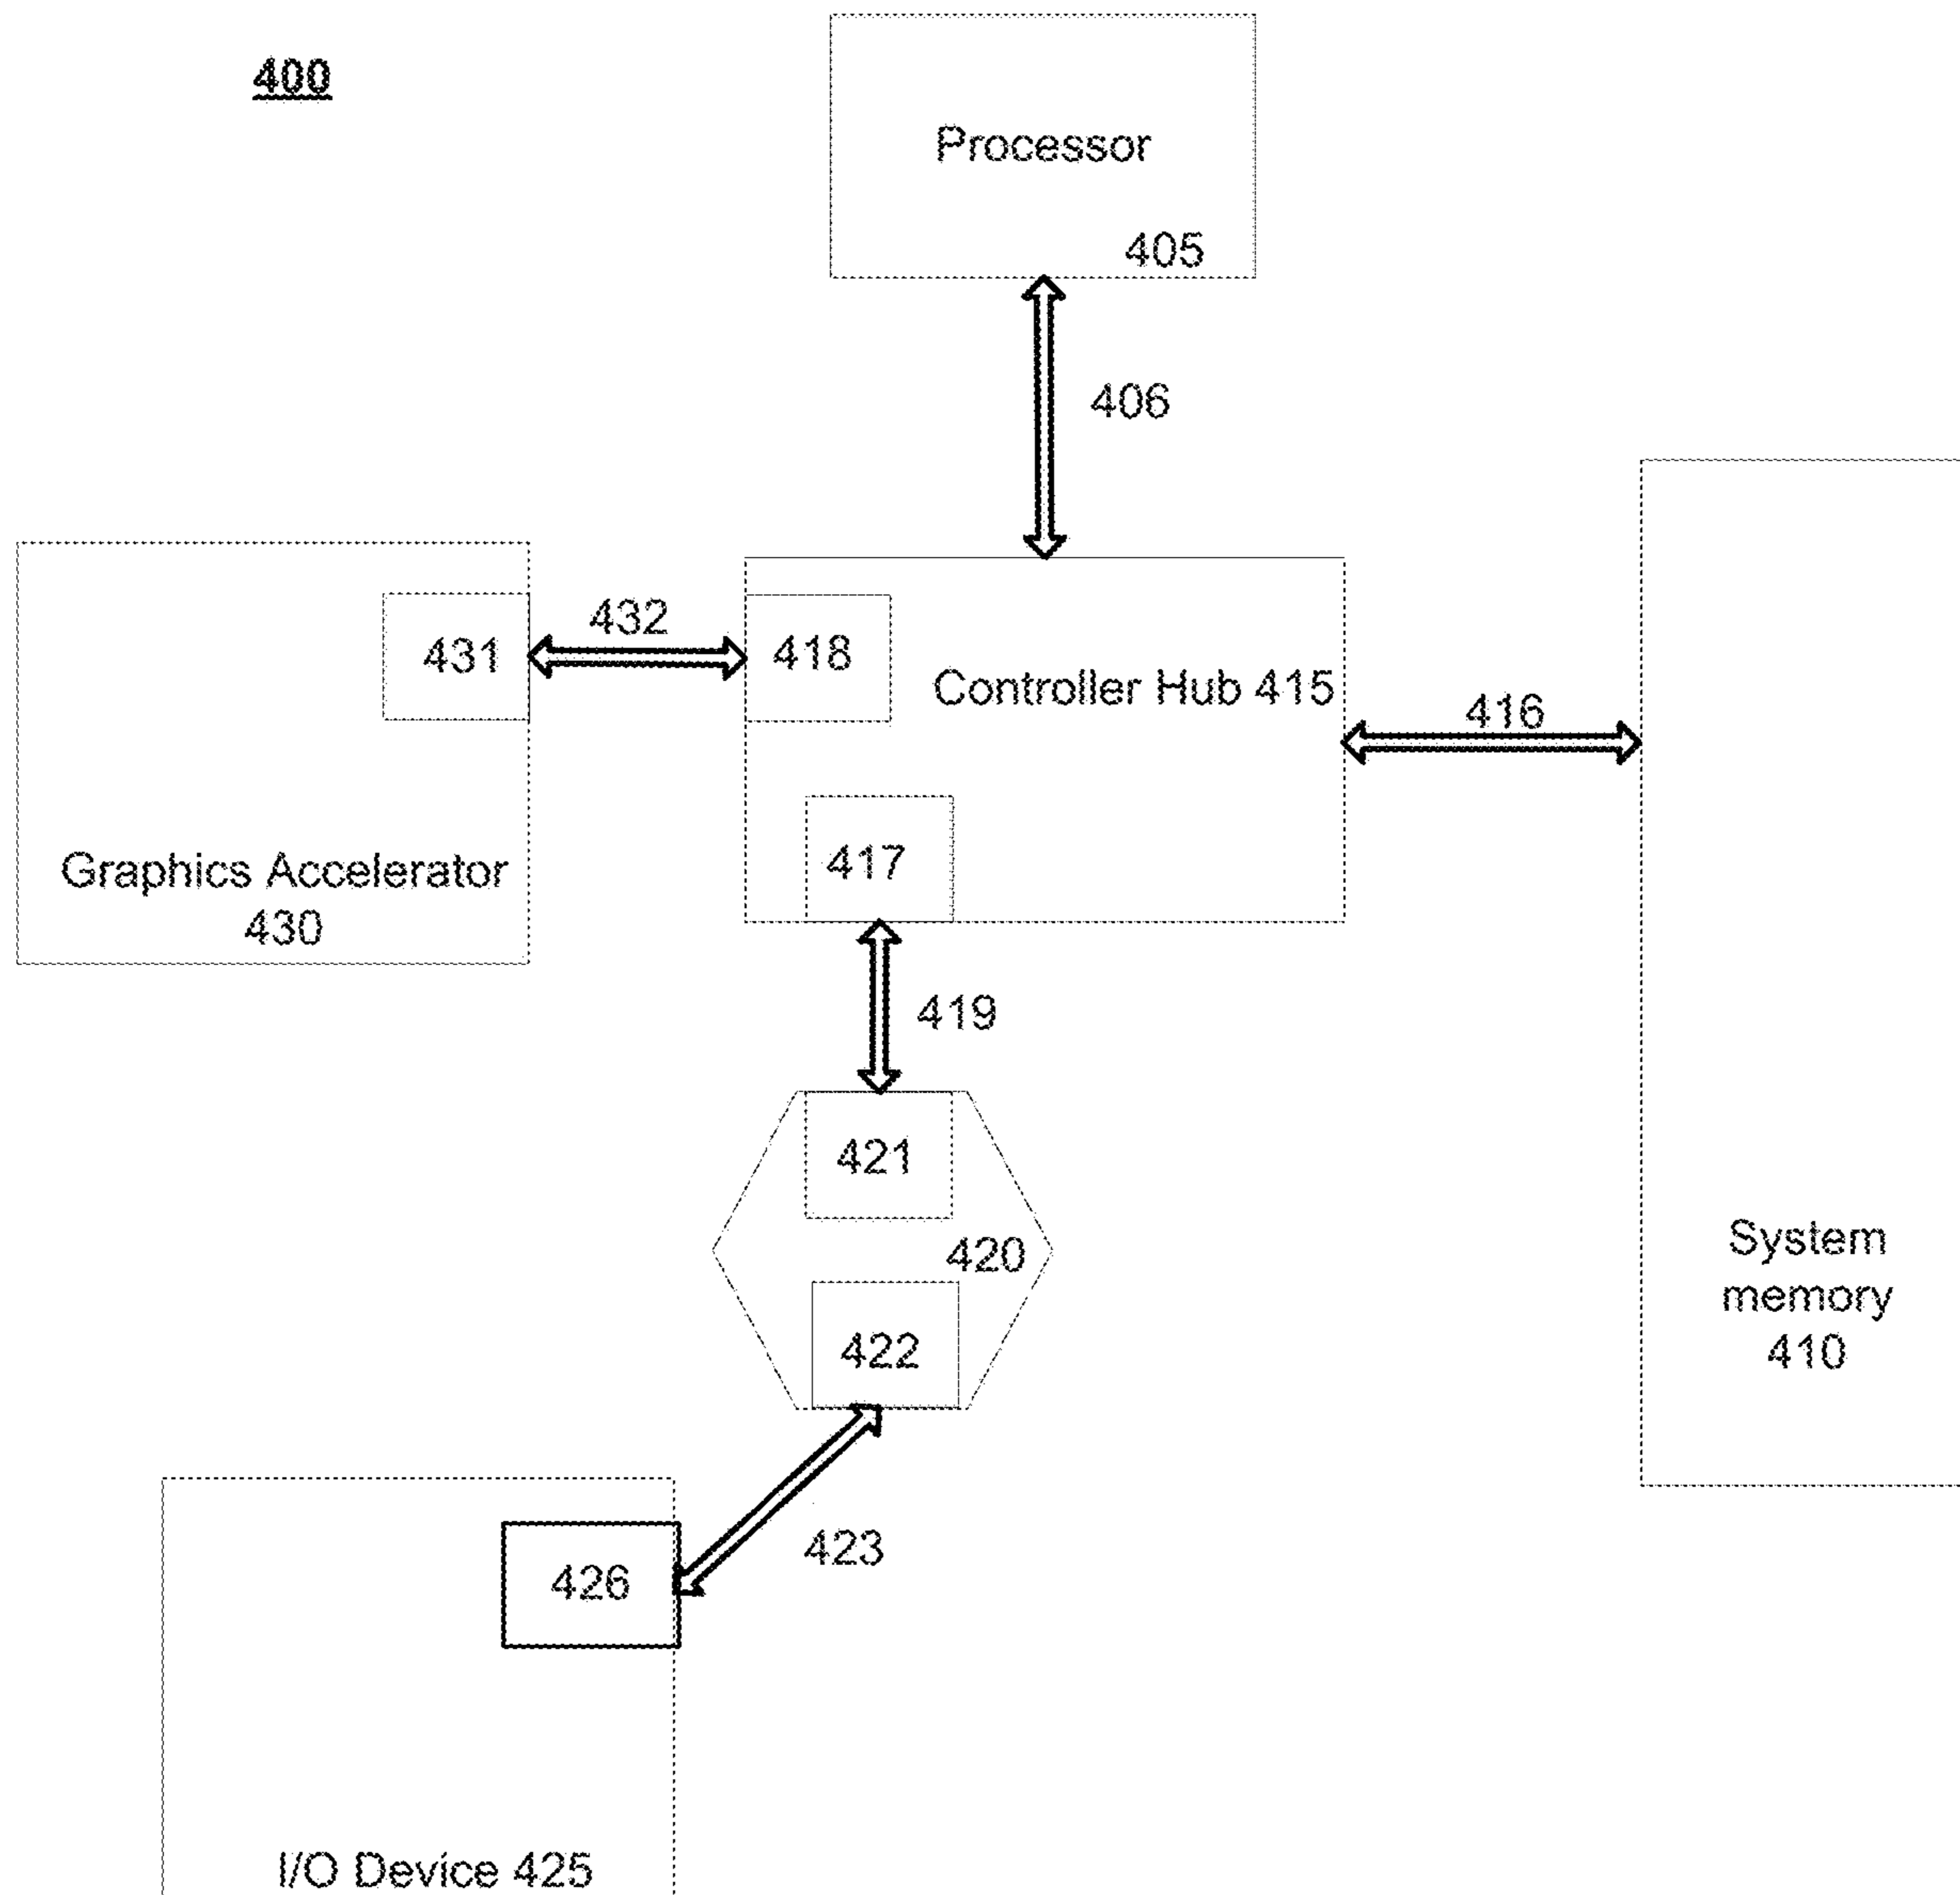 400
Processor
405
406
431
432
418
Controller Hub 415
416
417
Graphics Accelerator
430
419
421
420
422
System
memory
410
423
426
I/O Device 425